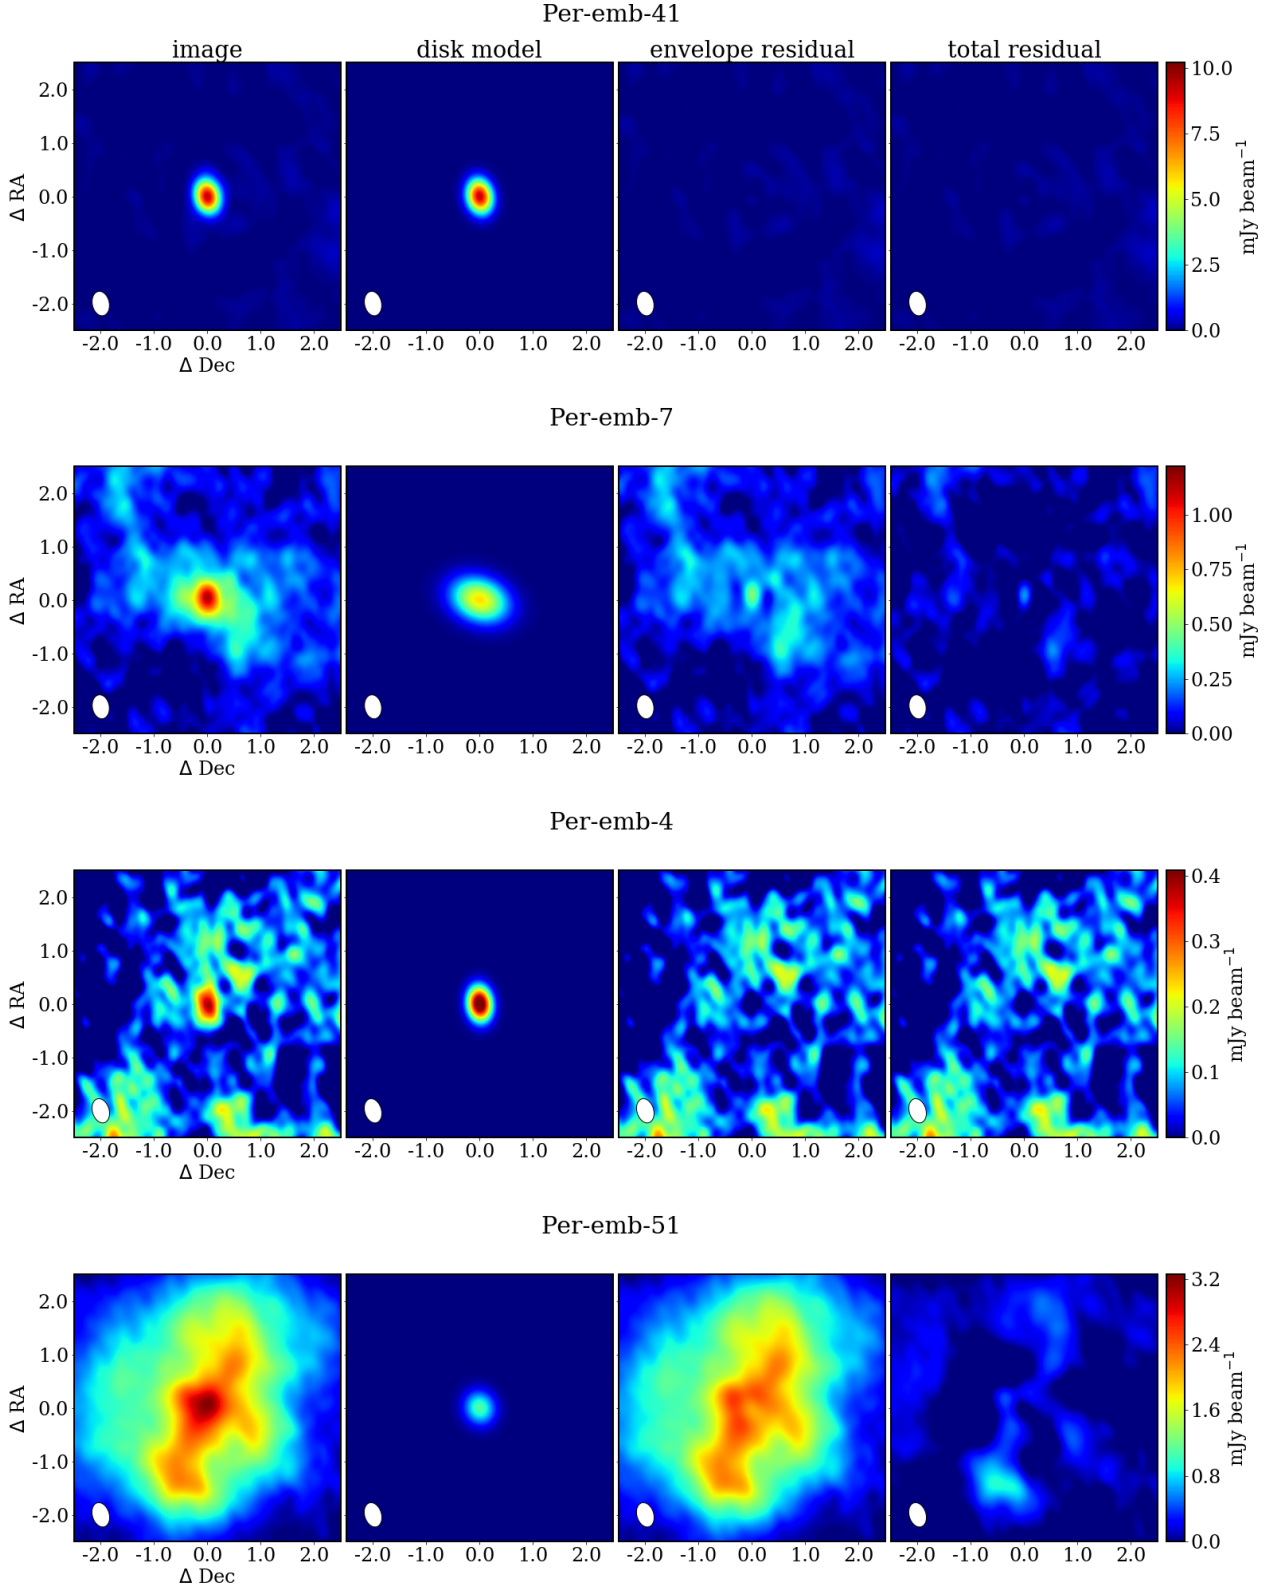 Per-emb-41
image disk model envelope residual total residual
2.0
1.0
0.0
-1.0
-2.0
Δ RA
10.0
7.5
5.0
2.5
0.0
mJy beam⁻¹
-2.0 -1.0 0.0 1.0 2.0 -2.0 -1.0 0.0 1.0 2.0 -2.0 -1.0 0.0 1.0 2.0 -2.0 -1.0 0.0 1.0 2.0
Δ Dec
Per-emb-7
2.0
1.0
0.0
-1.0
-2.0
Δ RA
1.00
0.75
0.50
0.25
0.00
mJy beam⁻¹
-2.0 -1.0 0.0 1.0 2.0 -2.0 -1.0 0.0 1.0 2.0 -2.0 -1.0 0.0 1.0 2.0 -2.0 -1.0 0.0 1.0 2.0
Δ Dec
Per-emb-4
2.0
1.0
0.0
-1.0
-2.0
Δ RA
0.4
0.3
0.2
0.1
0.0
mJy beam⁻¹
-2.0 -1.0 0.0 1.0 2.0 -2.0 -1.0 0.0 1.0 2.0 -2.0 -1.0 0.0 1.0 2.0 -2.0 -1.0 0.0 1.0 2.0
Δ Dec
Per-emb-51
2.0
1.0
0.0
-1.0
-2.0
Δ RA
3.2
2.4
1.6
0.8
0.0
mJy beam⁻¹
-2.0 -1.0 0.0 1.0 2.0 -2.0 -1.0 0.0 1.0 2.0 -2.0 -1.0 0.0 1.0 2.0 -2.0 -1.0 0.0 1.0 2.0
Δ Dec